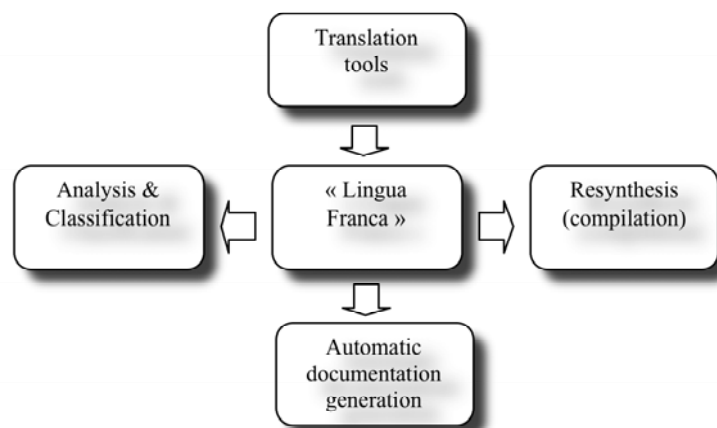 Translation
tools
Analysis &
Classification
« Lingua
Franca »
Resynthesis
(compilation)
Automatic
documentation
generation